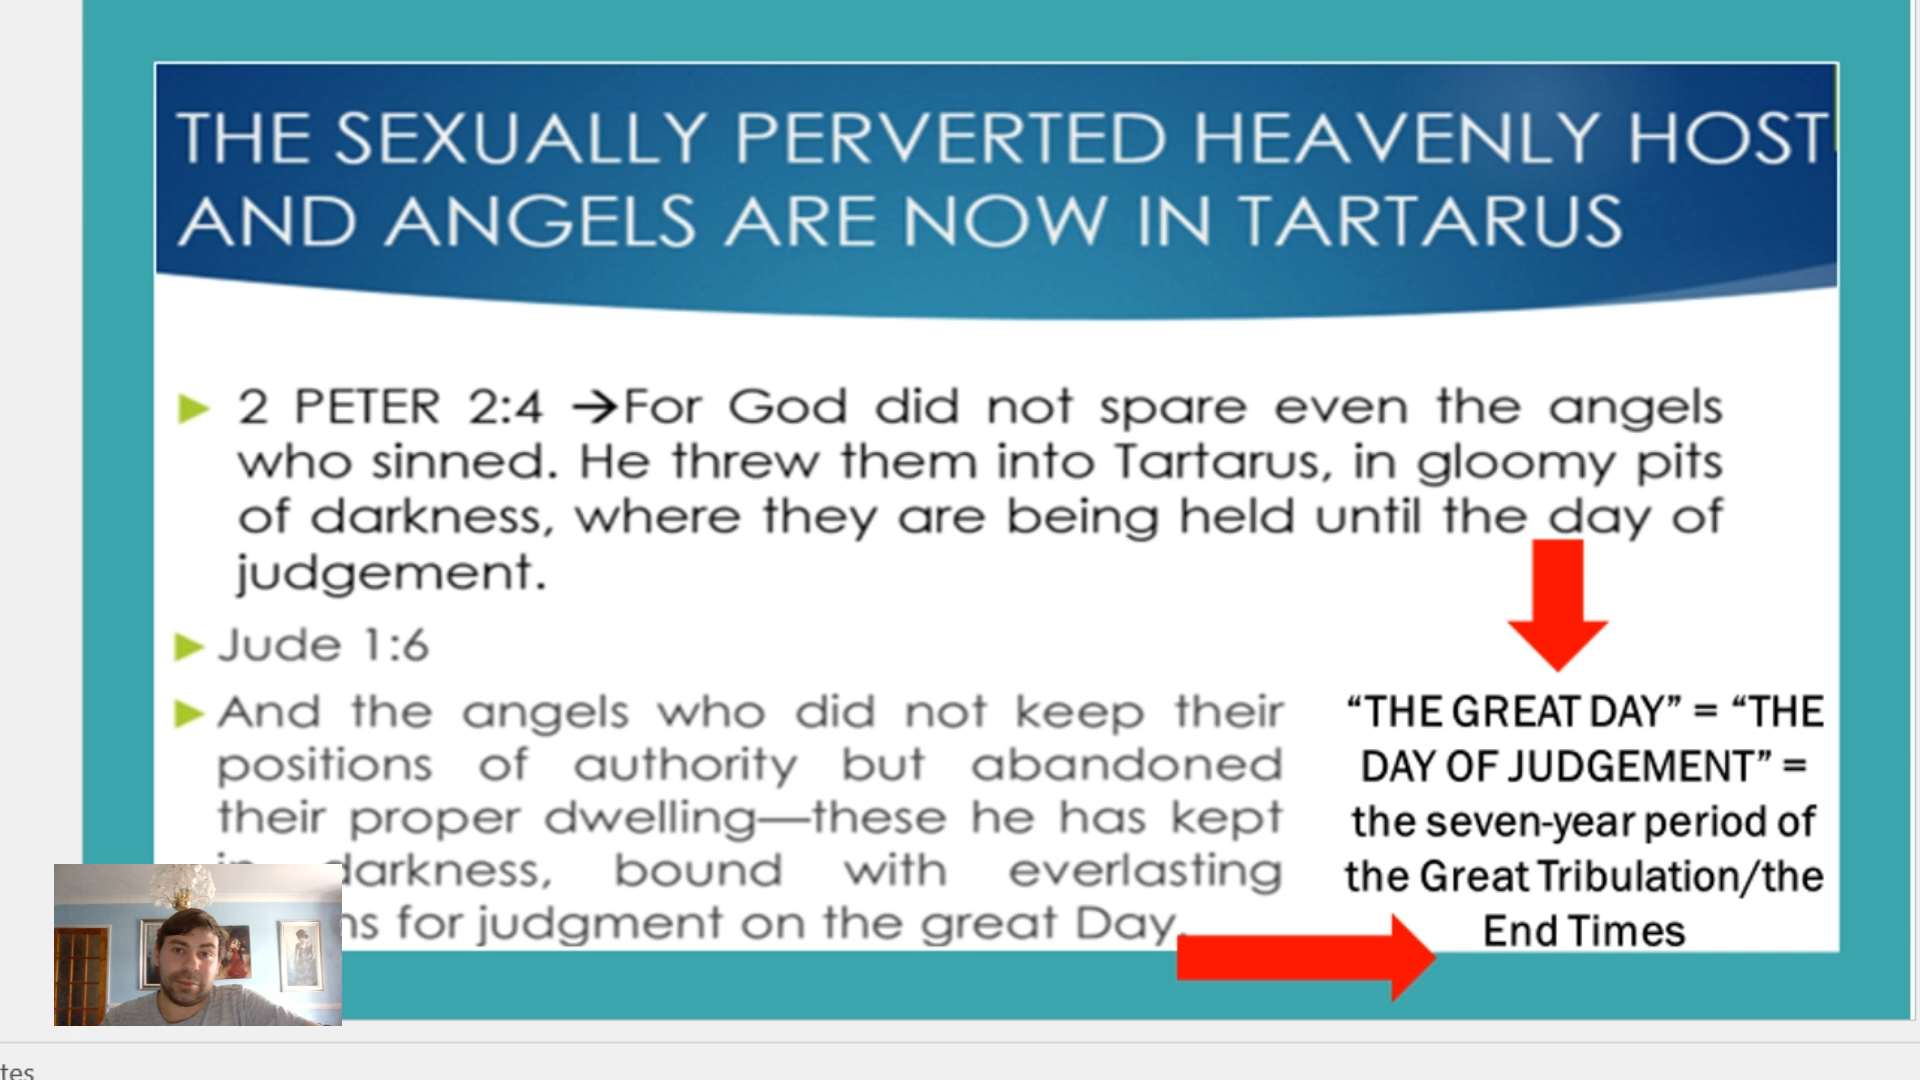 THE SEXUALLY PERVERTED HEAVENLY HOST
AND ANGELS ARE NOW IN TARTARUS
2 PETER 2:4 →For God did not spare even the angels
who sinned. He threw them into Tartarus, in gloomy pits
of darkness, where they are being held until the day of
judgement.
Jude 1:6
And the angels who did not keep their
positions of authority but abandoned
their proper dwelling—these he has kept
darkness, bound with everlasting
for judgment on the great Day.
“THE GREAT DAY” = “THE
DAY OF JUDGEMENT” =
the seven-year period of
the Great Tribulation/the
End Times
tes